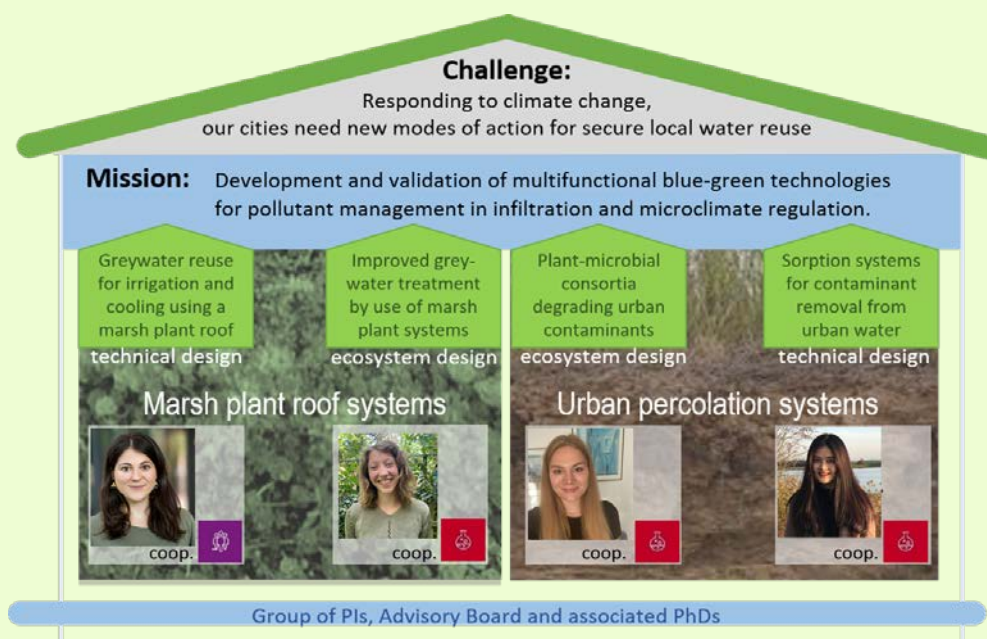 Challenge:
Responding to climate change,
our cities need new modes of action for secure local water reuse
Mission: Development and validation of multifunctional blue-green technologies
for pollutant management in infiltration and microclimate regulation.
Greywater reuse
for irrigation and
cooling using a
marsh plant roof
technical design
Improved grey-
water treatment
by use of marsh
plant systems
ecosystem design
Plant-microbial
consortia
degrading urban
contaminants
ecosystem design
Sorption systems
for contaminant
removal from
urban water
technical design
Marsh plant roof systems
Urban percolation systems
coop.
coop.
coop.
coop.
Group of PIs, Advisory Board and associated PhDs